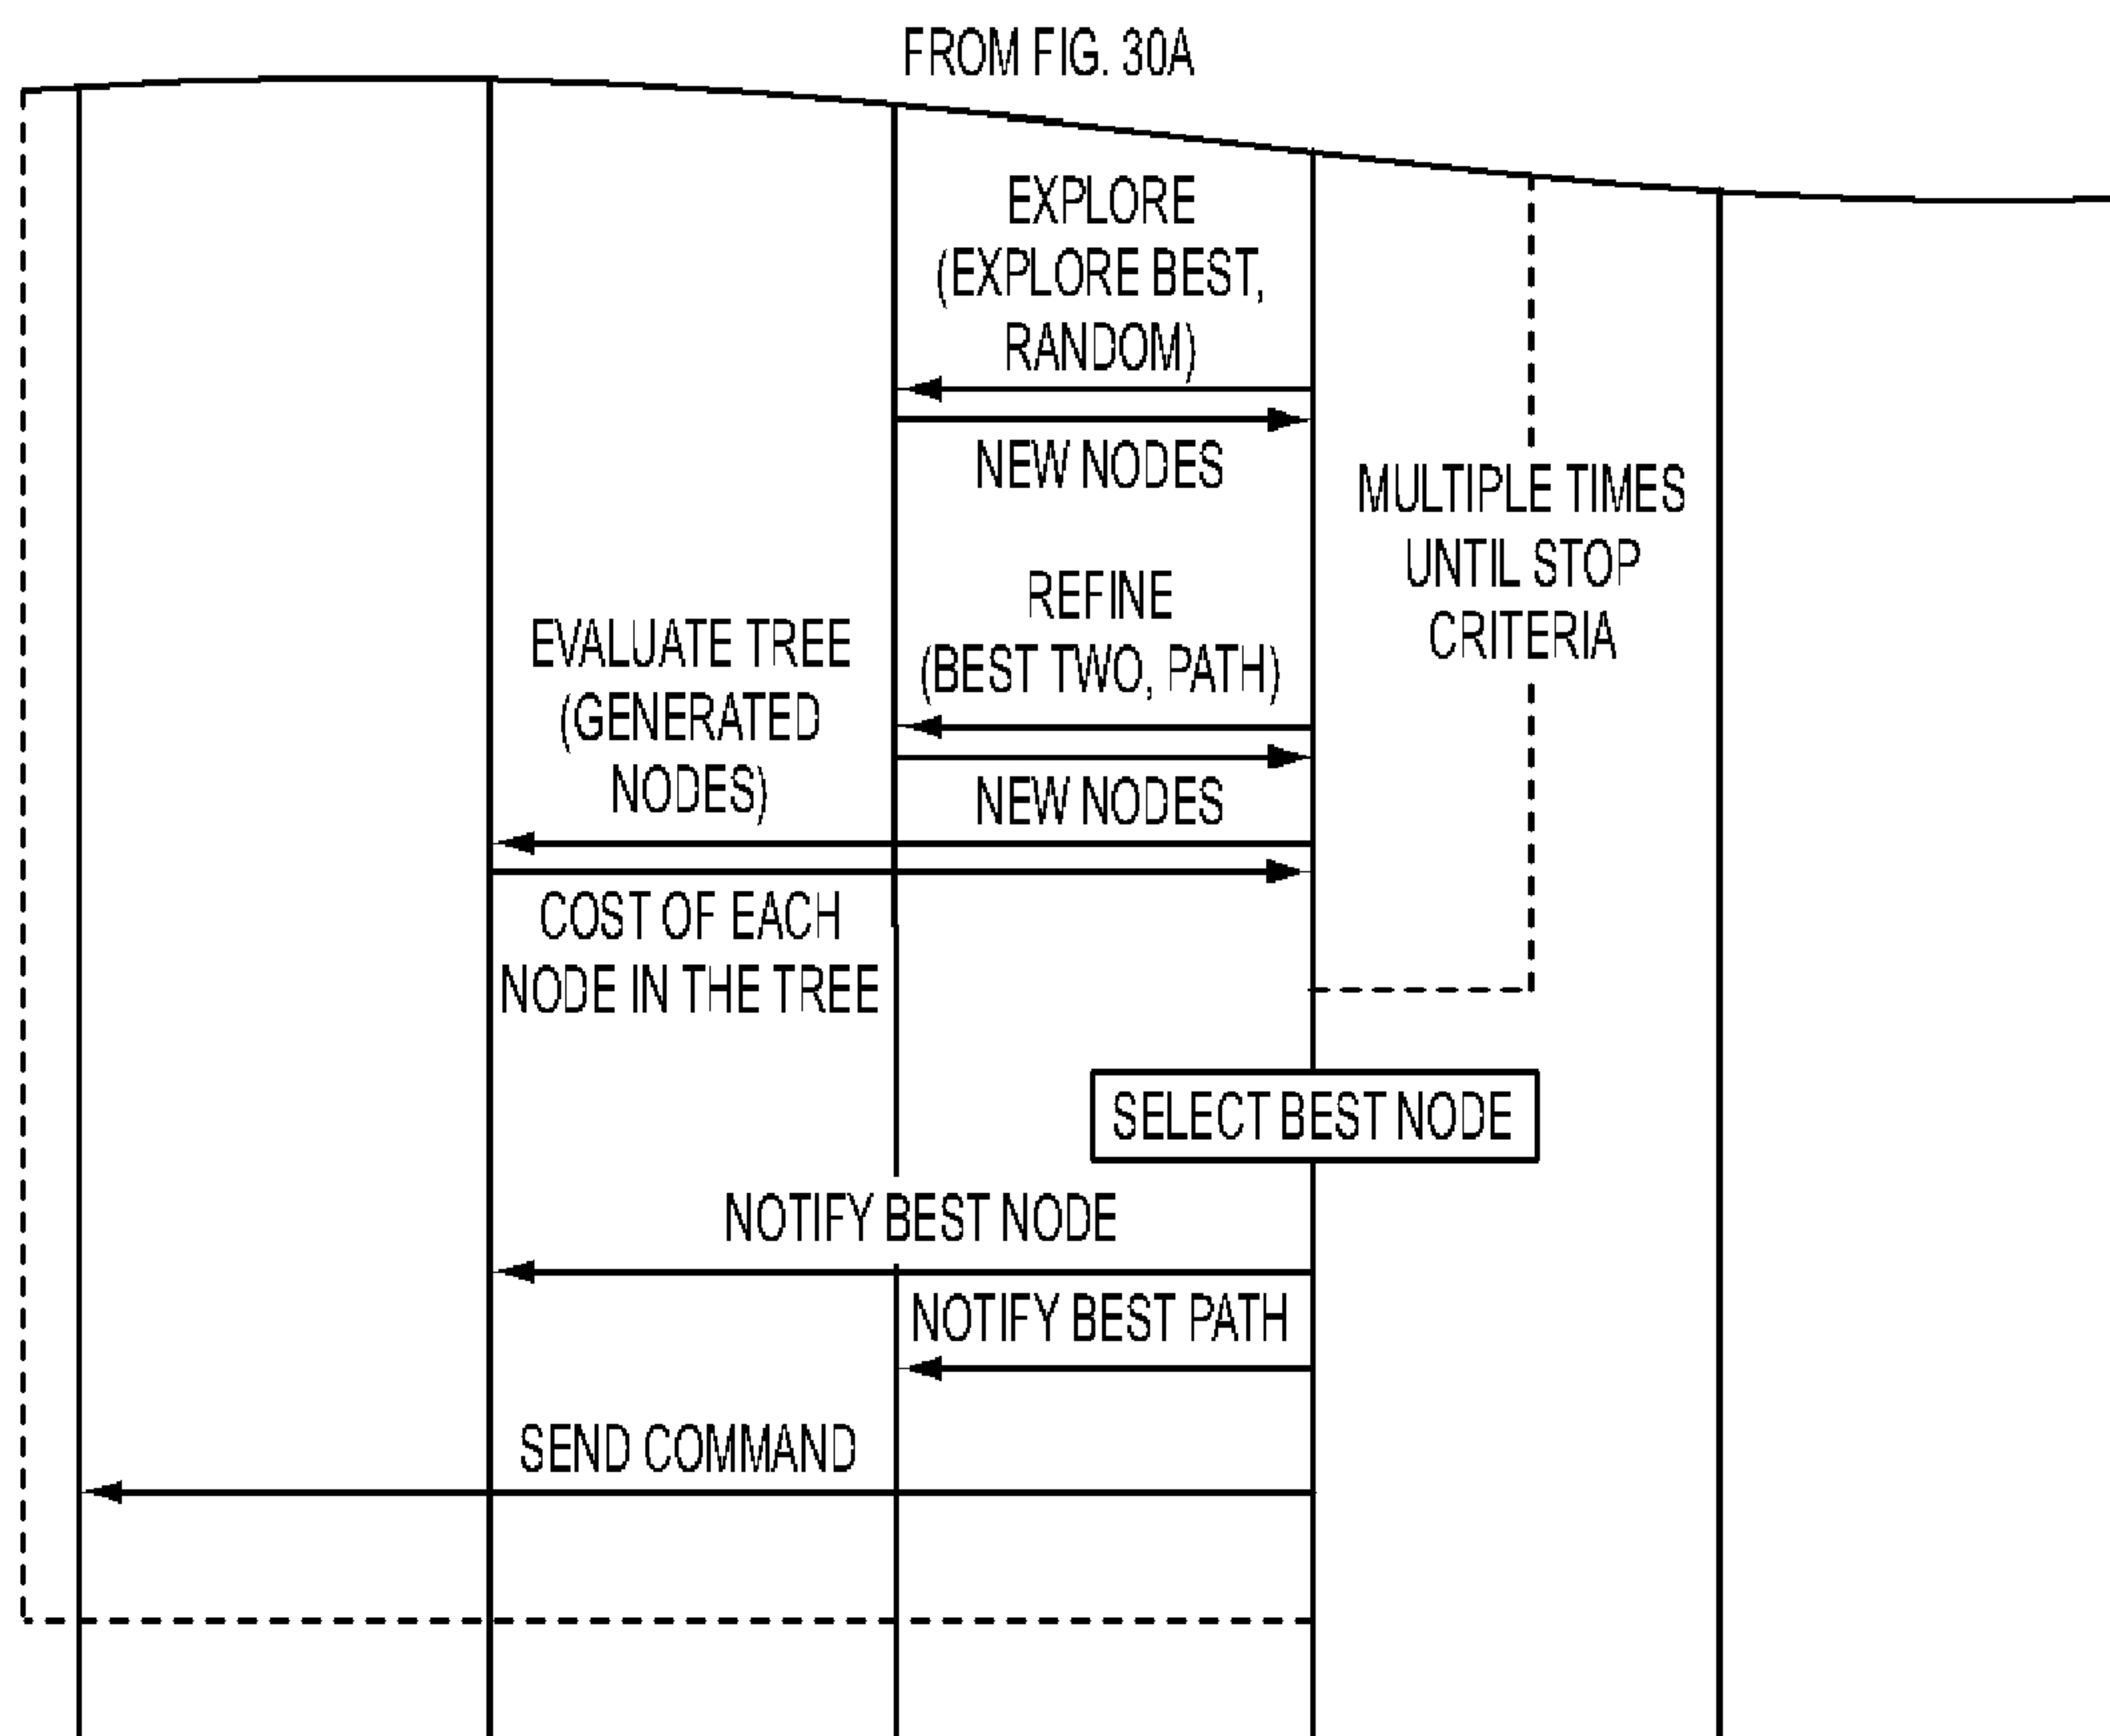 FROM FIG. 30A
EXPLORE
(EXPLORE BEST,
RANDOM)
NEW NODES
MULTIPLE TIMES
UNTIL STOP
CRITERIA
REFINE
(BEST TWO, PATH)
EVALUATE TREE
(GENERATED
NODES)
NEW NODES
COST OF EACH
NODE IN THE TREE
SELECT BEST NODE
NOTIFY BEST NODE
NOTIFY BEST PATH
SEND COMMAND